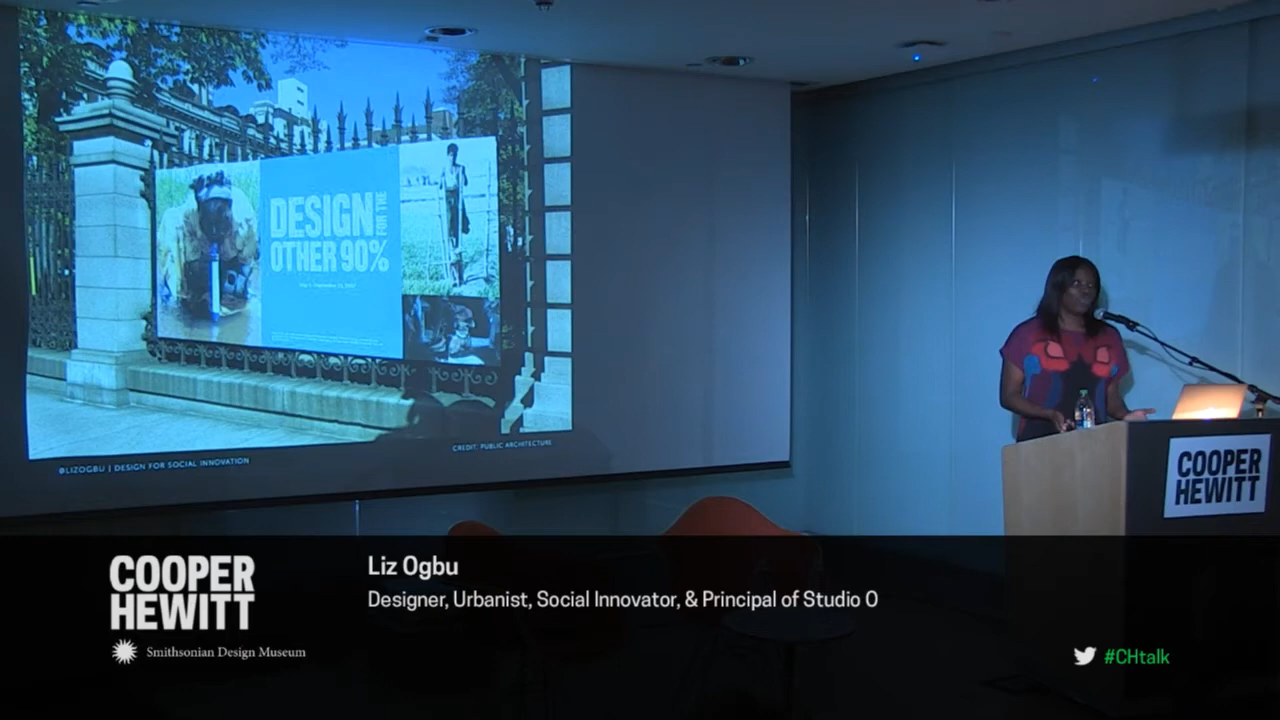 DESIGN FOR THE
OTHER 90%
@LIZOGBU | DESIGN FOR SOCIAL INNOVATION
CREDIT: PUBLIC ARCHITECTURE
COOPER
HEWITT
COOPER
HEWITT
Smithsonian Design Museum
Liz Ogbu
Designer, Urbanist, Social Innovator, & Principal of Studio O
#CHtalk